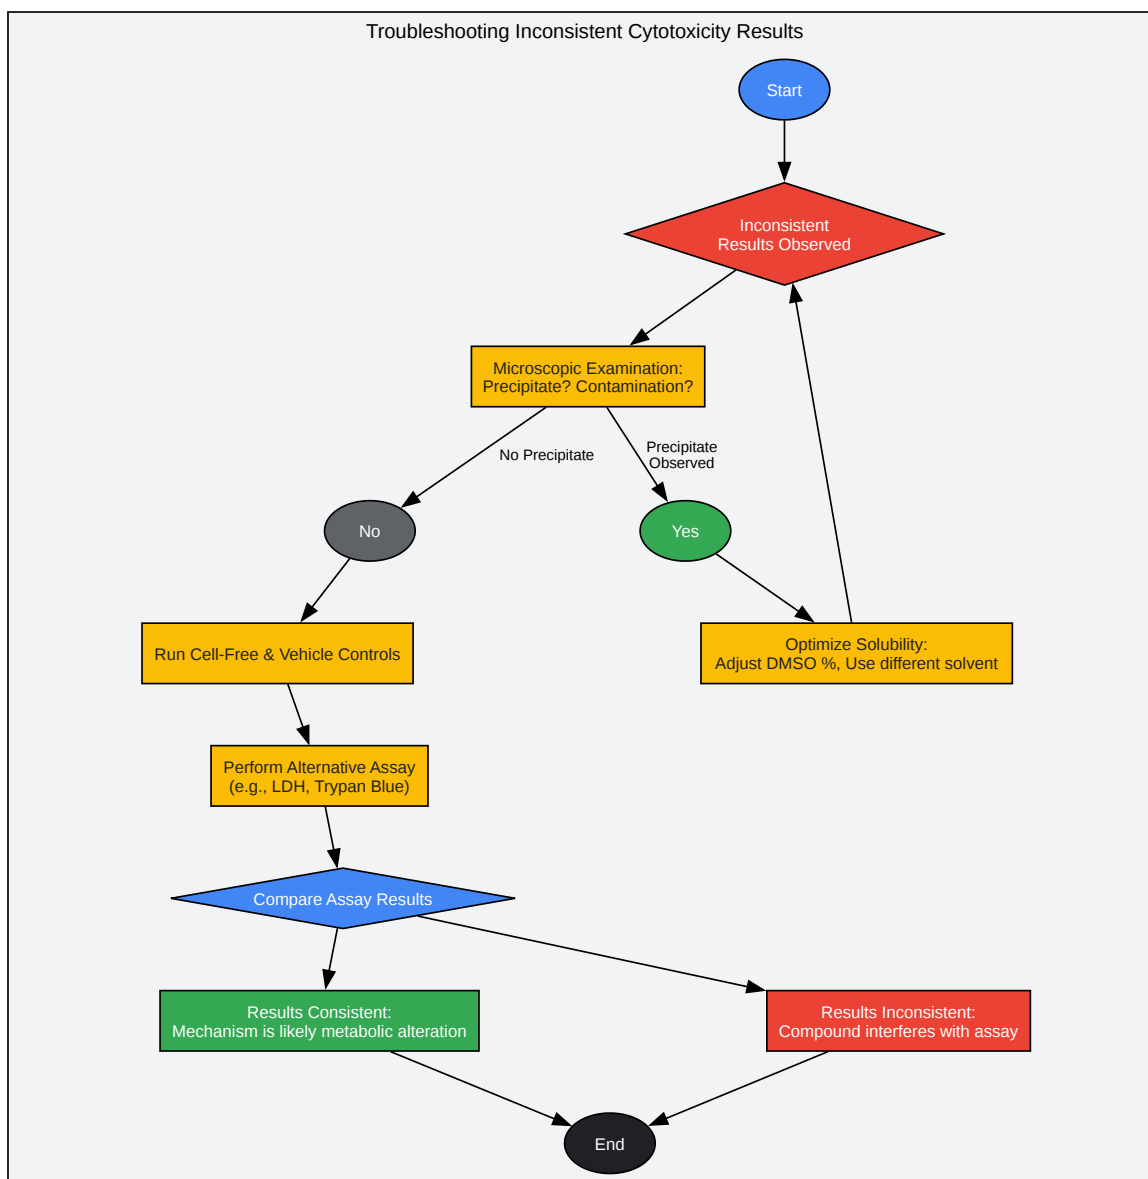 Troubleshooting Inconsistent Cytotoxicity Results
Start
Inconsistent
Results Observed
Microscopic Examination:
Precipitate? Contamination?
No Precipitate
Precipitate
Observed
No
Yes
Run Cell-Free & Vehicle Controls
Optimize Solubility:
Adjust DMSO %, Use different solvent
Perform Alternative Assay
(e.g., LDH, Trypan Blue)
Compare Assay Results
Results Consistent:
Mechanism is likely metabolic alteration
Results Inconsistent:
Compound interferes with assay
End